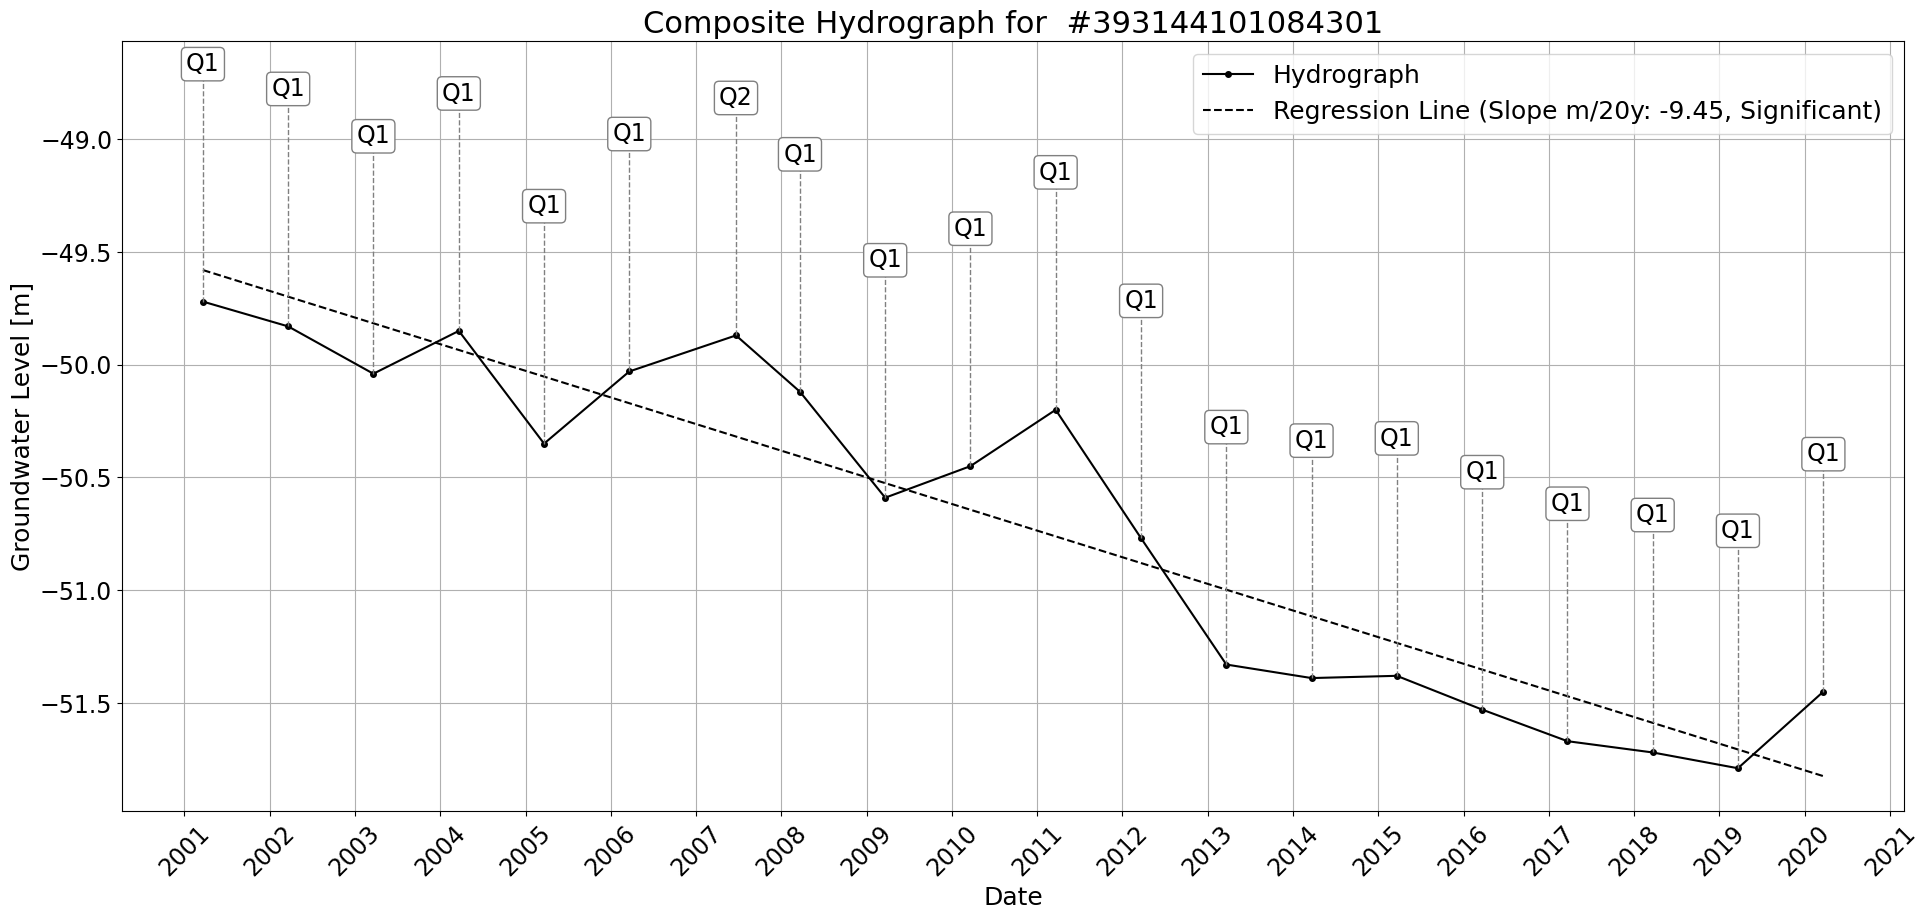 Composite Hydrograph for  #393144101084301
Hydrograph
Regression Line (Slope m/20y: -9.45, Significant)
Q1
Q1
Q1
Q1
Q1
Q1
Q2
Q1
Q1
Q1
Q1
Q1
Q1
Q1
Q1
Q1
Q1
Q1
Q1
Q1
Groundwater Level [m]
−49.0
−49.5
−50.0
−50.5
−51.0
−51.5
2001
2002
2003
2004
2005
2006
2007
2008
2009
2010
2011
2012
2013
2014
2015
2016
2017
2018
2019
2020
2021
Date